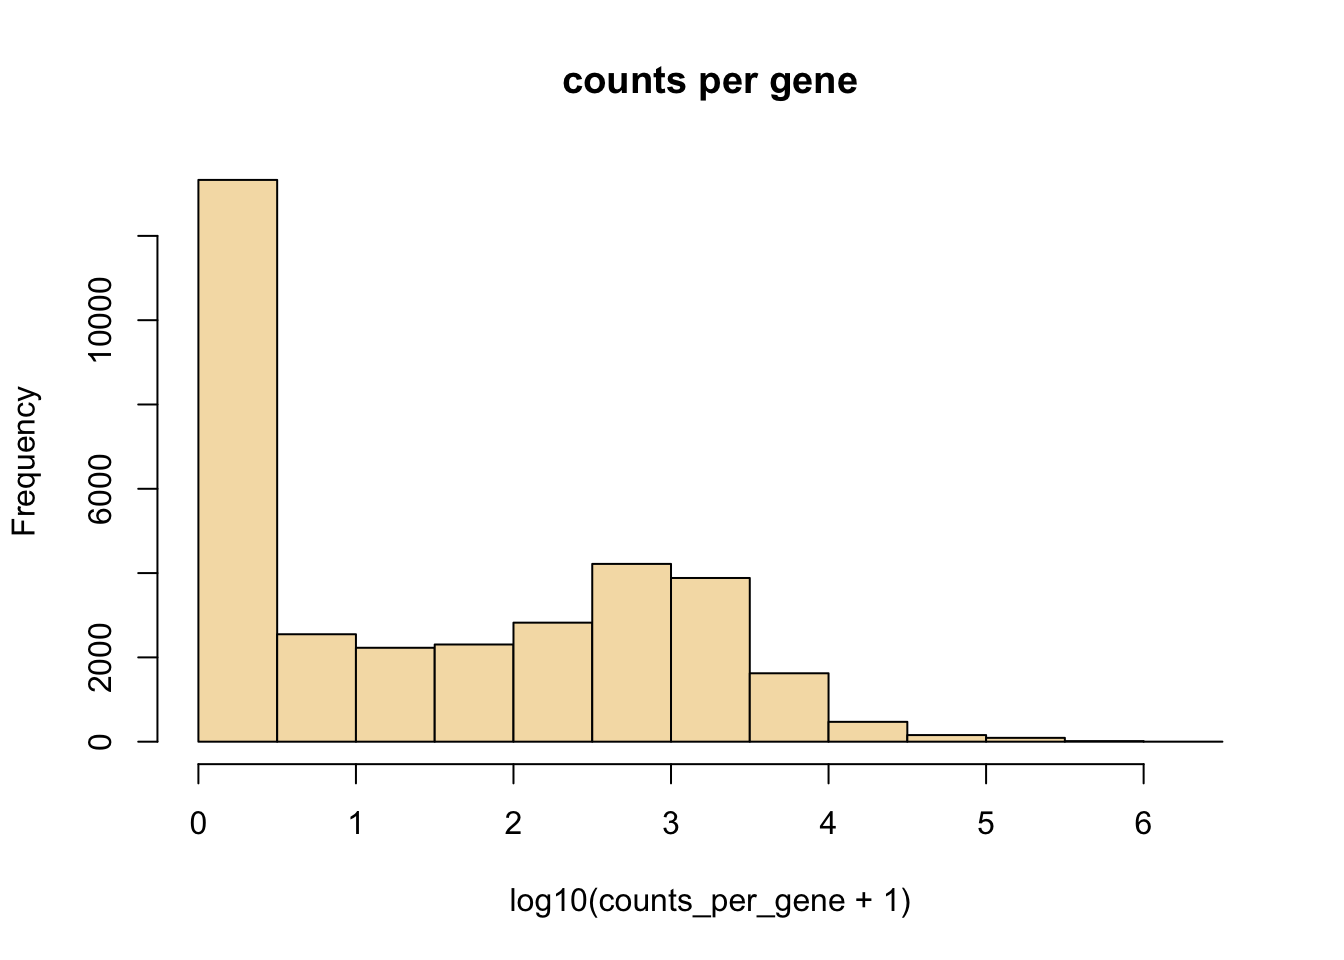 counts per gene
Frequency
10000
6000
2000
0
0 1 2 3 4 5 6
log10(counts_per_gene + 1)